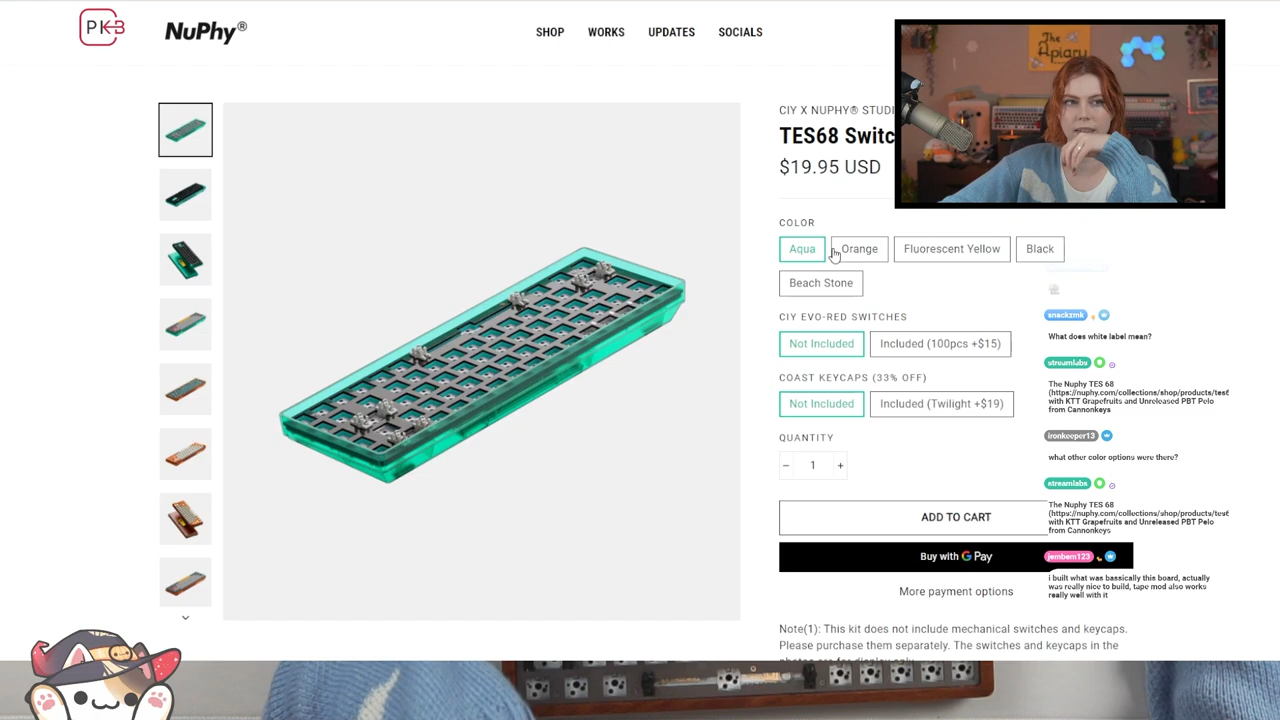 PKB
NuPhy®
SHOP
WORKS
UPDATES
SOCIALS
The
Apiary
CIY X NUPHY® STUDI
TES68 Switc
$19.95 USD
COLOR
Aqua
Orange
Fluorescent Yellow
Black
Beach Stone
CIY EVO-RED SWITCHES
Not Included
Included (100pcs +$15)
COAST KEYCAPS (33% OFF)
Not Included
Included (Twilight +$19)
QUANTITY
− 1 +
ADD TO CART
Buy with G Pay
More payment options
Note(1): This kit does not include mechanical switches and keycaps.
Please purchase them separately. The switches and keycaps in the
snackzmk
What does white label mean?
streamlabs
The Nuphy TES 68
(https://nuphy.com/collections/shop/products/tes6
with KTT Grapefruits and Unreleased PBT Pelo
from Cannonkeys
ironkeeper13
what other color options were there?
streamlabs
The Nuphy TES 68
(https://nuphy.com/collections/shop/products/tes6
with KTT Grapefruits and Unreleased PBT Pelo
from Cannonkeys
jembem123
i built what was bassically this board, actually
was really nice to build, tape mod also works
really well with it